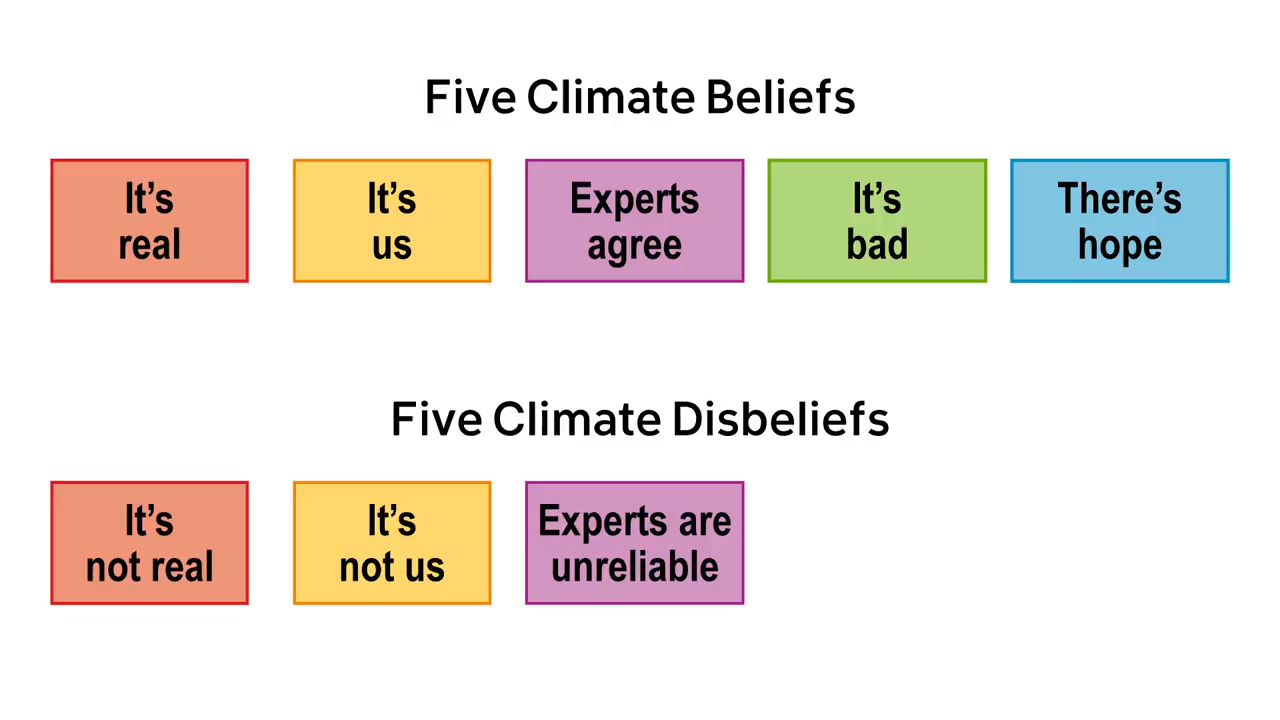 Five Climate Beliefs
It’s
real
It’s
us
Experts
agree
It’s
bad
There’s
hope
Five Climate Disbeliefs
It’s
not real
It’s
not us
Experts are
unreliable